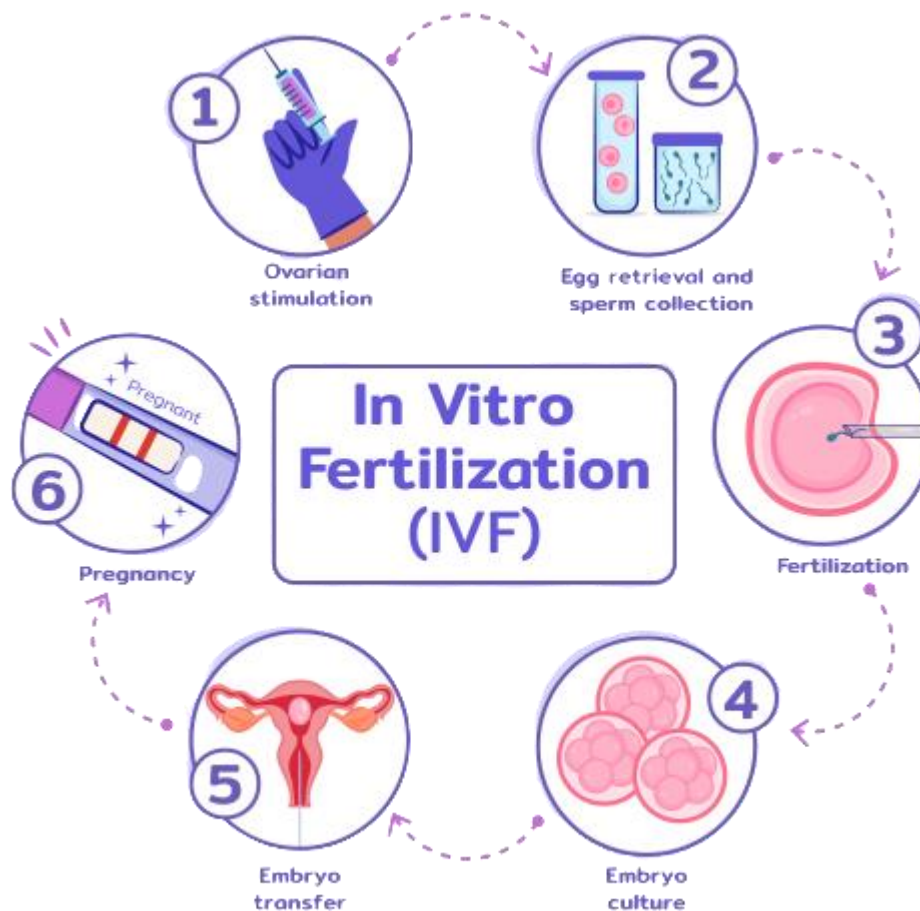 1
Ovarian
stimulation
2
Egg retrieval and
sperm collection
3
Fertilization
4
Embryo
culture
5
Embryo
transfer
6
Pregnant
Pregnancy
In Vitro
Fertilization
(IVF)